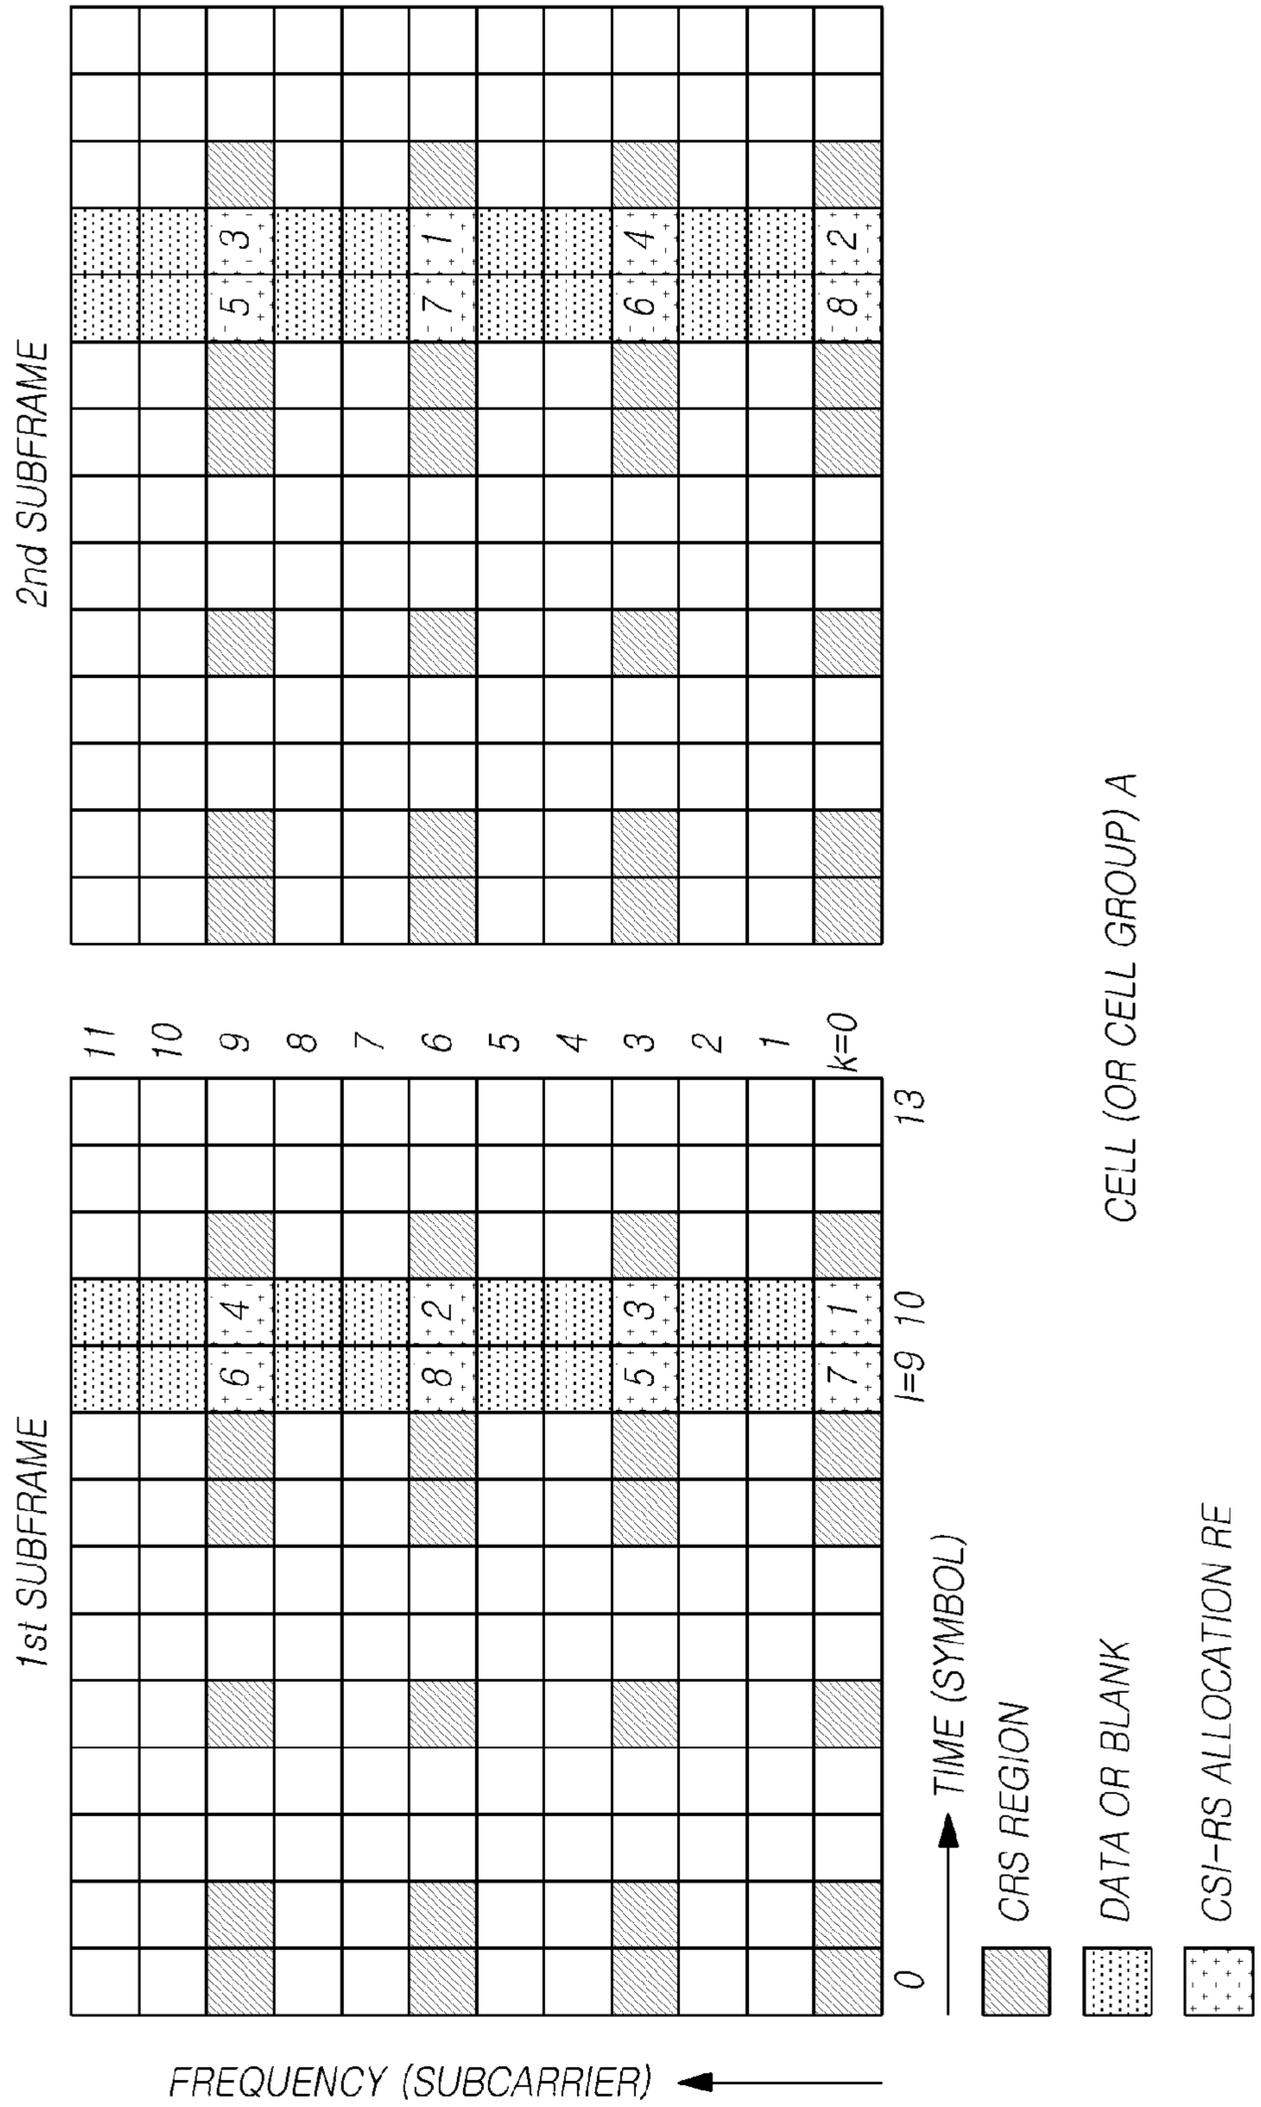 1st SUBFRAME 2nd SUBFRAME
11
10
6 4 9 5 3
8
7
8 2 6 7 1
5
4
5 3 3 6 4
2
1
7 1 k=0 8 2
0 l=9 10 13
FREQUENCY (SUBCARRIER)
TIME (SYMBOL)
CRS REGION
DATA OR BLANK
CELL (OR CELL GROUP) A
CSI-RS ALLOCATION RE